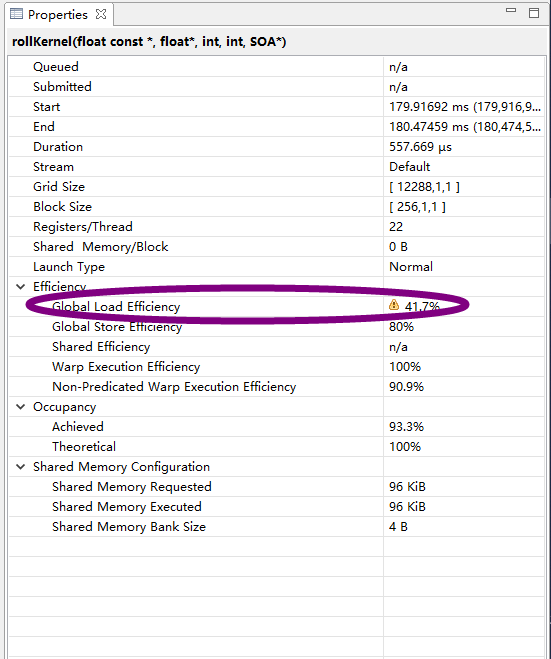 Properties
rollKernel(float const *, float*, int, int, SOA*)
Queued n/a
Submitted n/a
Start 179.91692 ms (179,916,9...
End 180.47459 ms (180,474,5...
Duration 557.669 µs
Stream Default
Grid Size [ 12288,1,1 ]
Block Size [ 256,1,1 ]
Registers/Thread 22
Shared Memory/Block 0 B
Launch Type Normal
Efficiency
Global Load Efficiency 41.7%
Global Store Efficiency 80%
Shared Efficiency n/a
Warp Execution Efficiency 100%
Non-Predicated Warp Execution Efficiency 90.9%
Occupancy
Achieved 93.3%
Theoretical 100%
Shared Memory Configuration
Shared Memory Requested 96 KiB
Shared Memory Executed 96 KiB
Shared Memory Bank Size 4 B